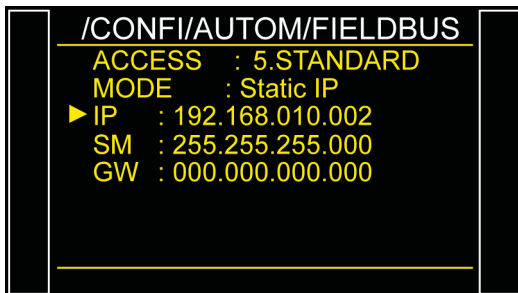 /CONFI/AUTOM/FIELDBUS
ACCESS : 5.STANDARD
MODE : Static IP
IP : 192.168.010.002
SM : 255.255.255.000
GW : 000.000.000.000